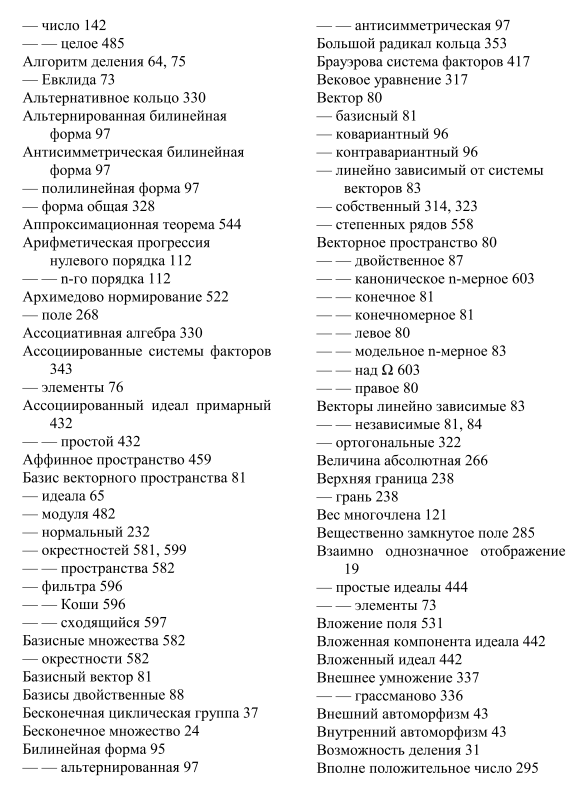 — число 142
— — целое 485
Алгоритм деления 64, 75
— Евклида 73
Альтернативное кольцо 330
Альтернированная билинейная
форма 97
Антисимметрическая билинейная
форма 97
— полилинейная форма 97
— форма общая 328
Аппроксимационная теорема 544
Арифметическая прогрессия
нулевого порядка 112
— — n-го порядка 112
Архимедово нормирование 522
— поле 268
Ассоциативная алгебра 330
Ассоциированные системы факторов
343
— элементы 76
Ассоциированный идеал примарный
432
— — простой 432
Аффинное пространство 459
Базис векторного пространства 81
— идеала 65
— модуля 482
— нормальный 232
— окрестностей 581, 599
— — пространства 582
— фильтра 596
— — Коши 596
— — сходящийся 597
Базисные множества 582
— окрестности 582
Базисный вектор 81
Базисы двойственные 88
Бесконечная циклическая группа 37
Бесконечное множество 24
Билинейная форма 95
— — альтернированная 97
— — антисимметрическая 97
Большой радикал кольца 353
Брауэрова система факторов 417
Вековое уравнение 317
Вектор 80
— базисный 81
— ковариантный 96
— контравариантный 96
— линейно зависимый от системы
векторов 83
— собственный 314, 323
— степенных рядов 558
Векторное пространство 80
— — двойственное 87
— — каноническое n-мерное 603
— — конечное 81
— — конечномерное 81
— — левое 80
— — модельное n-мерное 83
— — над Ω 603
— — правое 80
Векторы линейно зависимые 83
— — независимые 81, 84
— ортогональные 322
Величина абсолютная 266
Верхняя граница 238
— грань 238
Вес многочлена 121
Вещественно замкнутое поле 285
Взаимно однозначное отображение
19
— простые идеалы 444
— — элементы 73
Вложение поля 531
Вложенная компонента идеала 442
Вложенный идеал 442
Внешнее умножение 337
— — грассманово 336
Внешний автоморфизм 43
Внутренний автоморфизм 43
Возможность деления 31
Вполне положительное число 295